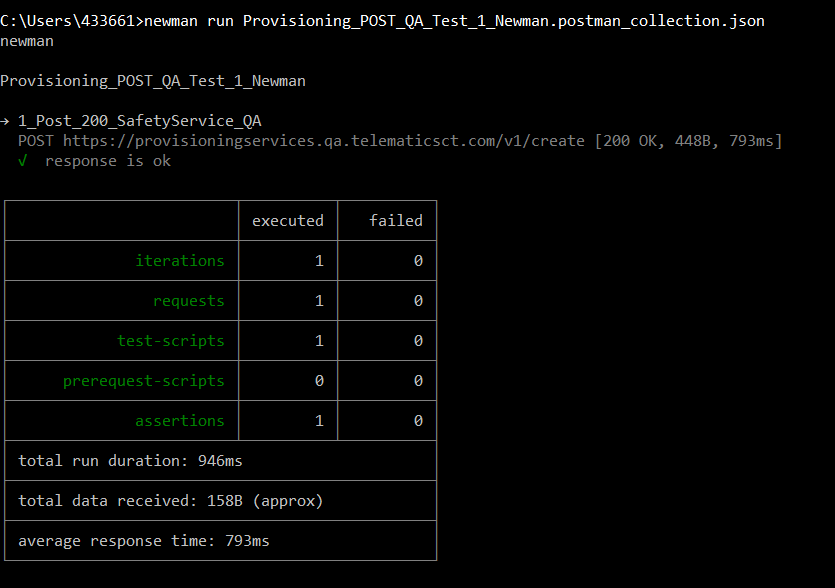 C:\Users\433661>newman run Provisioning_POST_QA_Test_1_Newman.postman_collection.json
newman
Provisioning_POST_QA_Test_1_Newman
→ 1_Post_200_SafetyService_QA
POST https://provisioningservices.qa.telematicsct.com/v1/create [200 OK, 448B, 793ms]
√ response is ok
executed failed
iterations 1 0
requests 1 0
test-scripts 1 0
prerequest-scripts 0 0
assertions 1 0
total run duration: 946ms
total data received: 158B (approx)
average response time: 793ms